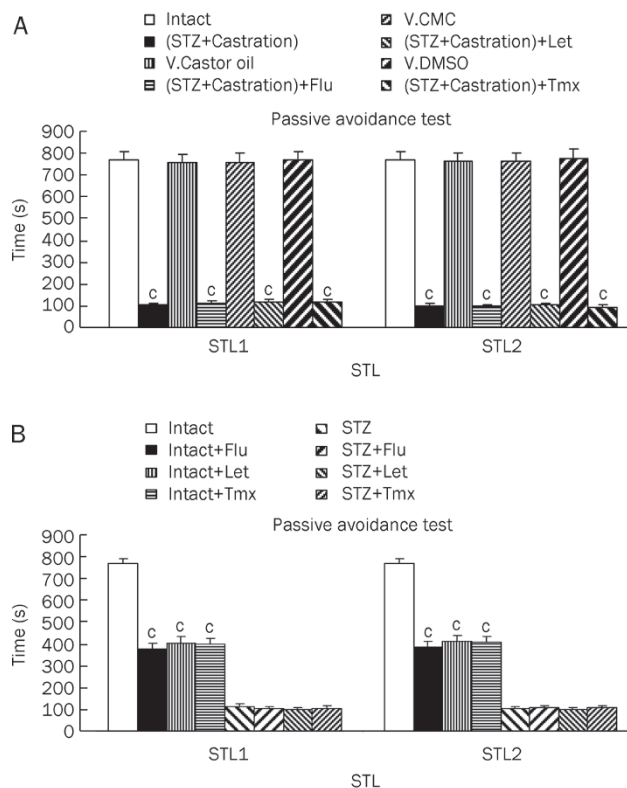 A
Intact
(STZ+Castration)
V.Castor oil
(STZ+Castration)+Flu
V.CMC
(STZ+Castration)+Let
V.DMSO
(STZ+Castration)+Tmx
Passive avoidance test
Time (s)
900
800
700
600
500
400
300
200
100
0
c c c c c c c c
STL1 STL2
STL
B
Intact
Intact+Flu
Intact+Let
Intact+Tmx
STZ
STZ+Flu
STZ+Let
STZ+Tmx
Passive avoidance test
Time (s)
900
800
700
600
500
400
300
200
100
0
c c c c c c
STL1 STL2
STL